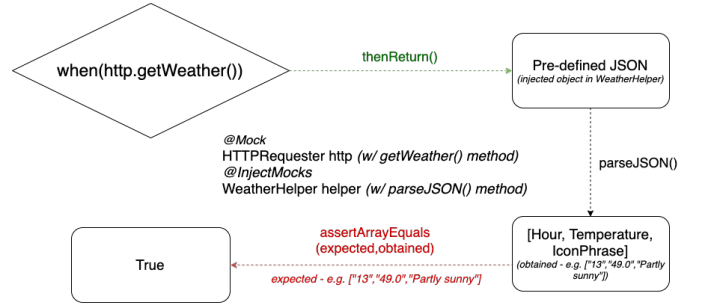 when(http.getWeather())
thenReturn()
Pre-defined JSON
(injected object in WeatherHelper)
@Mock
HTTPRequester http (w/ getWeather() method)
@InjectMocks
WeatherHelper helper (w/ parseJSON() method)
parseJSON()
[Hour, Temperature,
IconPhrase]
(obtained - e.g. ["13","49.0","Partly
sunny"])
assertArrayEquals
(expected,obtained)
expected - e.g. ["13","49.0","Partly sunny"]
True